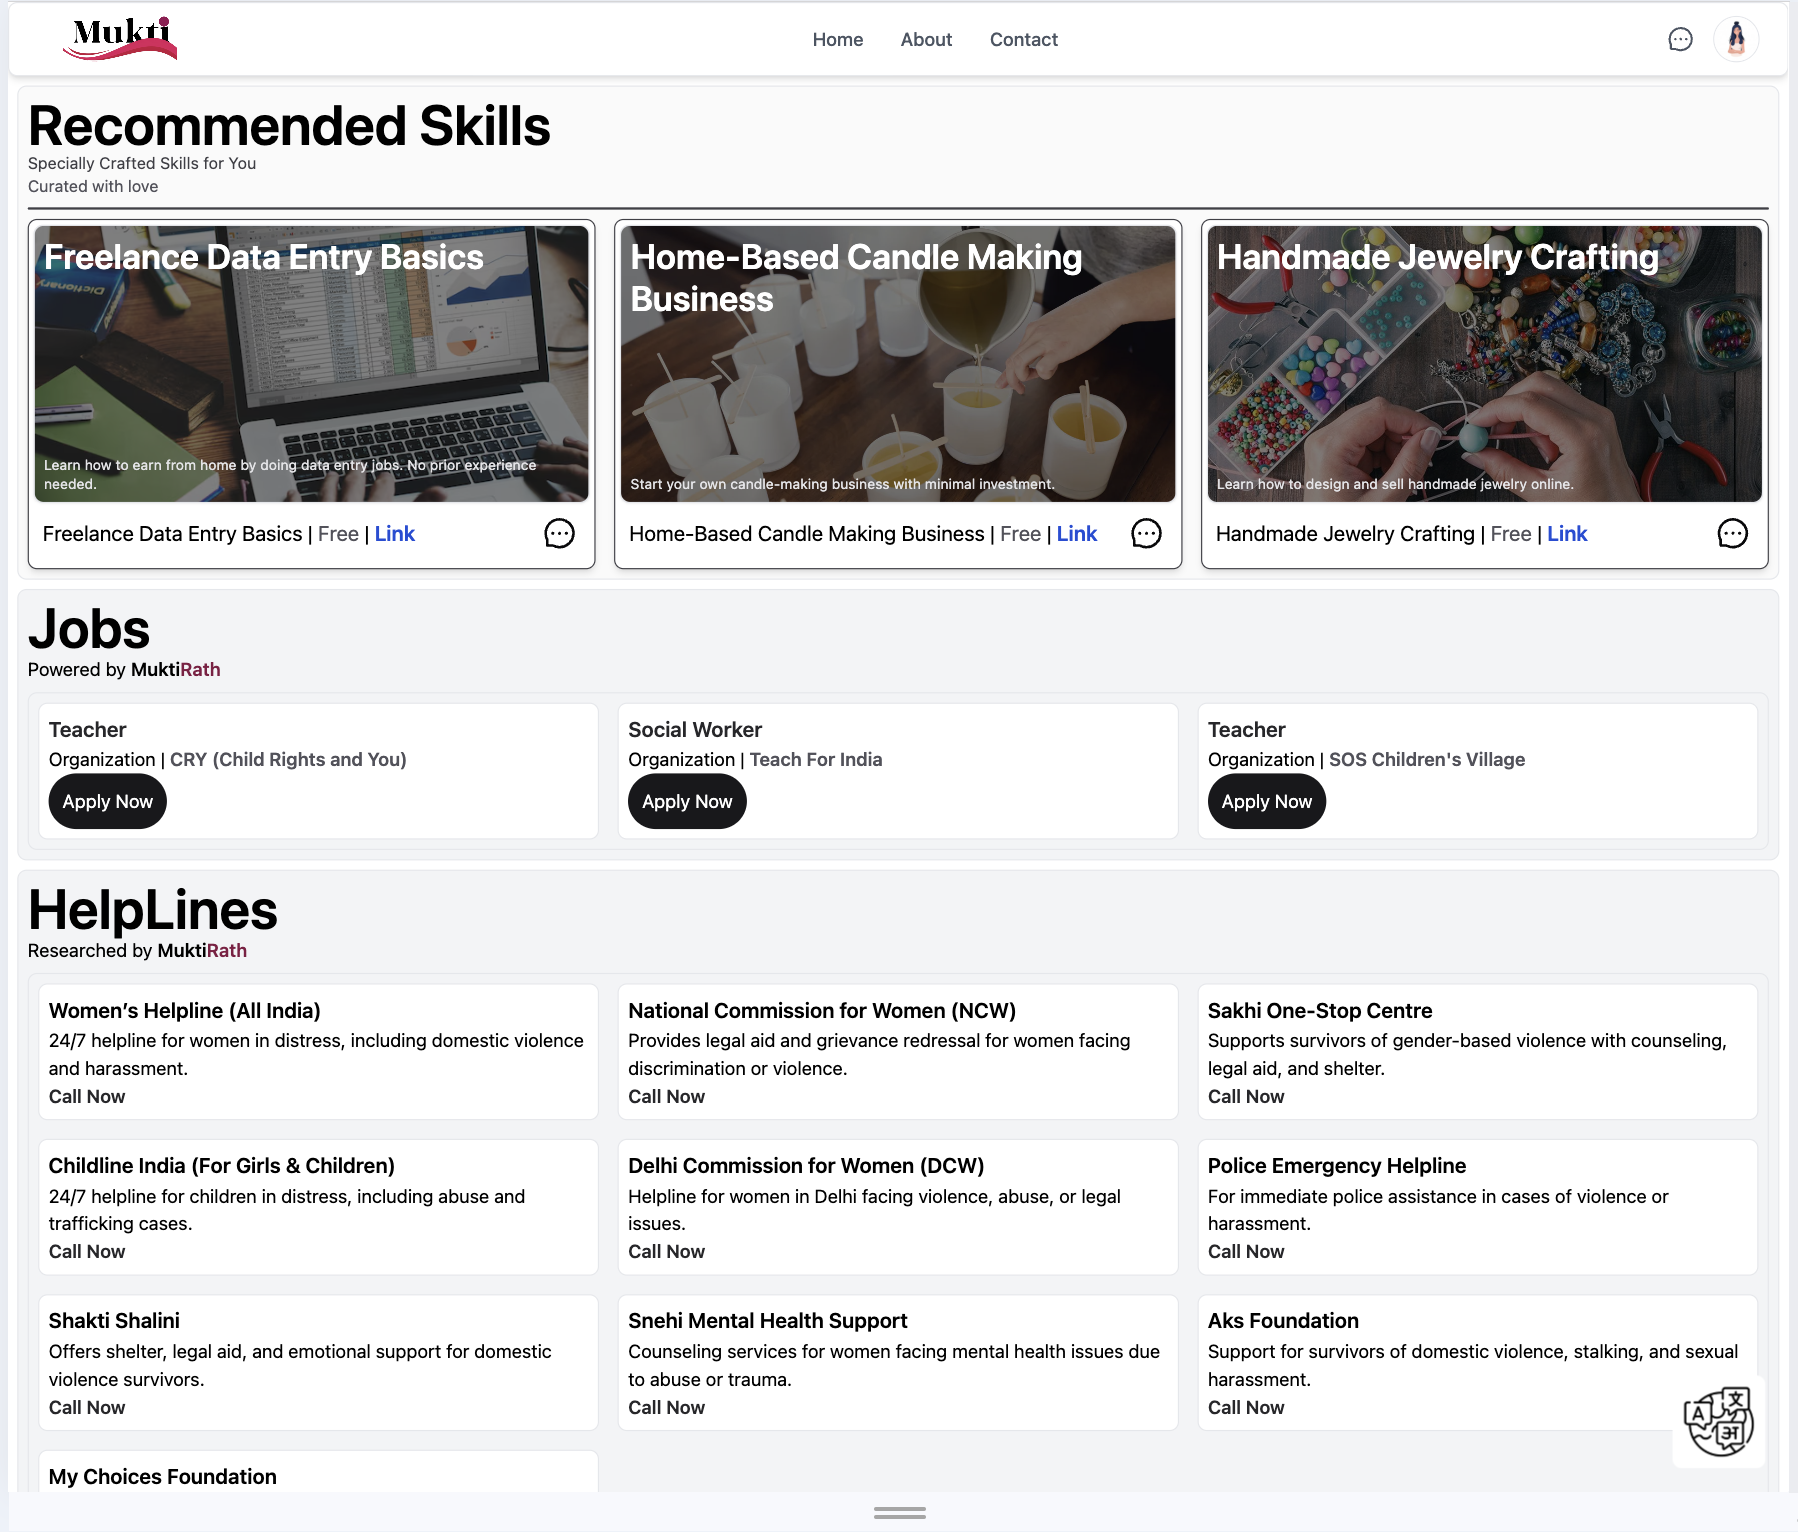 Mukti
Home
About
Contact
Recommended Skills
Specially Crafted Skills for You
Curated with love
Freelance Data Entry Basics
Dictionary
Learn how to earn from home by doing data entry jobs. No prior experience
needed.
Freelance Data Entry Basics | Free | Link
Home-Based Candle Making
Business
Start your own candle-making business with minimal investment.
Home-Based Candle Making Business | Free | Link
Handmade Jewelry Crafting
Learn how to design and sell handmade jewelry online.
Handmade Jewelry Crafting | Free | Link
Jobs
Powered by MuktiRath
Teacher
Organization | CRY (Child Rights and You)
Apply Now
Social Worker
Organization | Teach For India
Apply Now
Teacher
Organization | SOS Children's Village
Apply Now
HelpLines
Researched by MuktiRath
Women’s Helpline (All India)
24/7 helpline for women in distress, including domestic violence
and harassment.
Call Now
National Commission for Women (NCW)
Provides legal aid and grievance redressal for women facing
discrimination or violence.
Call Now
Sakhi One-Stop Centre
Supports survivors of gender-based violence with counseling,
legal aid, and shelter.
Call Now
Childline India (For Girls & Children)
24/7 helpline for children in distress, including abuse and
trafficking cases.
Call Now
Delhi Commission for Women (DCW)
Helpline for women in Delhi facing violence, abuse, or legal
issues.
Call Now
Police Emergency Helpline
For immediate police assistance in cases of violence or
harassment.
Call Now
Shakti Shalini
Offers shelter, legal aid, and emotional support for domestic
violence survivors.
Call Now
Snehi Mental Health Support
Counseling services for women facing mental health issues due
to abuse or trauma.
Call Now
Aks Foundation
Support for survivors of domestic violence, stalking, and sexual
harassment.
Call Now
A 文 अ
My Choices Foundation